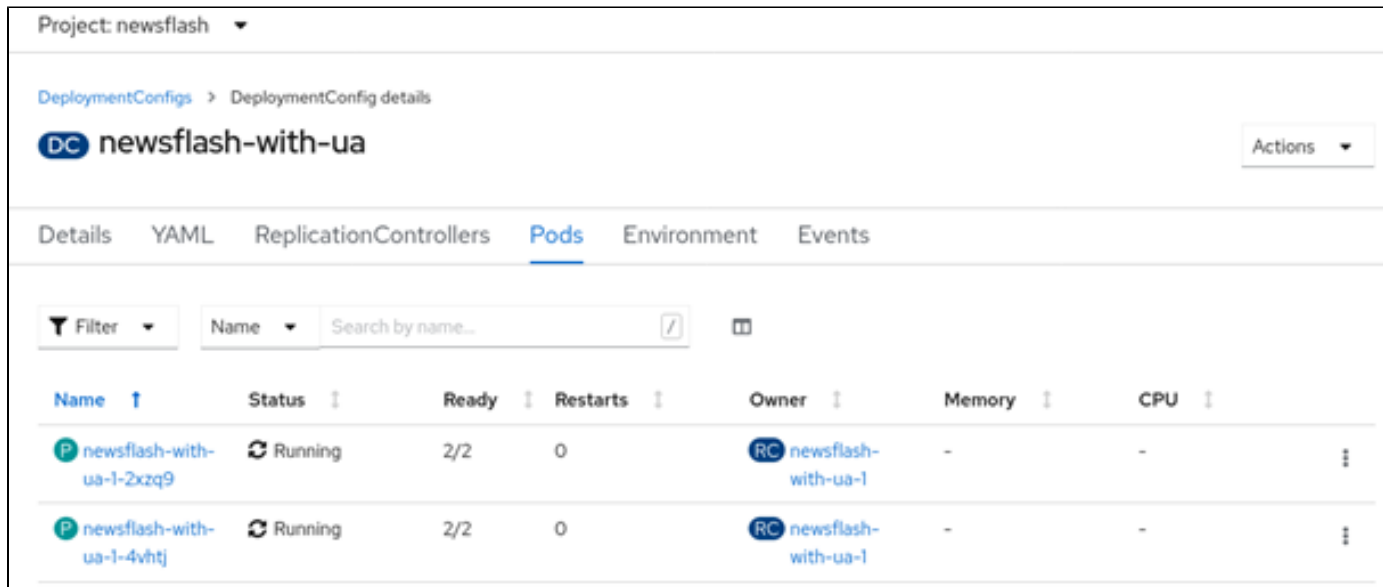 Project: newsflash
DeploymentConfigs > DeploymentConfig details
DC newsflash-with-ua
Actions
Details YAML ReplicationControllers Pods Environment Events
Filter Name Search by name... /
Name Status Ready Restarts Owner Memory CPU
P newsflash-with- Running 2/2 0 RC newsflash- - -
ua-1-2xzq9 with-ua-1
P newsflash-with- Running 2/2 0 RC newsflash- - -
ua-1-4vhtj with-ua-1